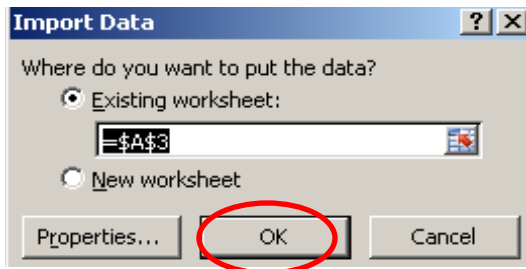 Import Data ? X
Where do you want to put the data?
Existing worksheet:
=$A$3
New worksheet
Properties... OK Cancel